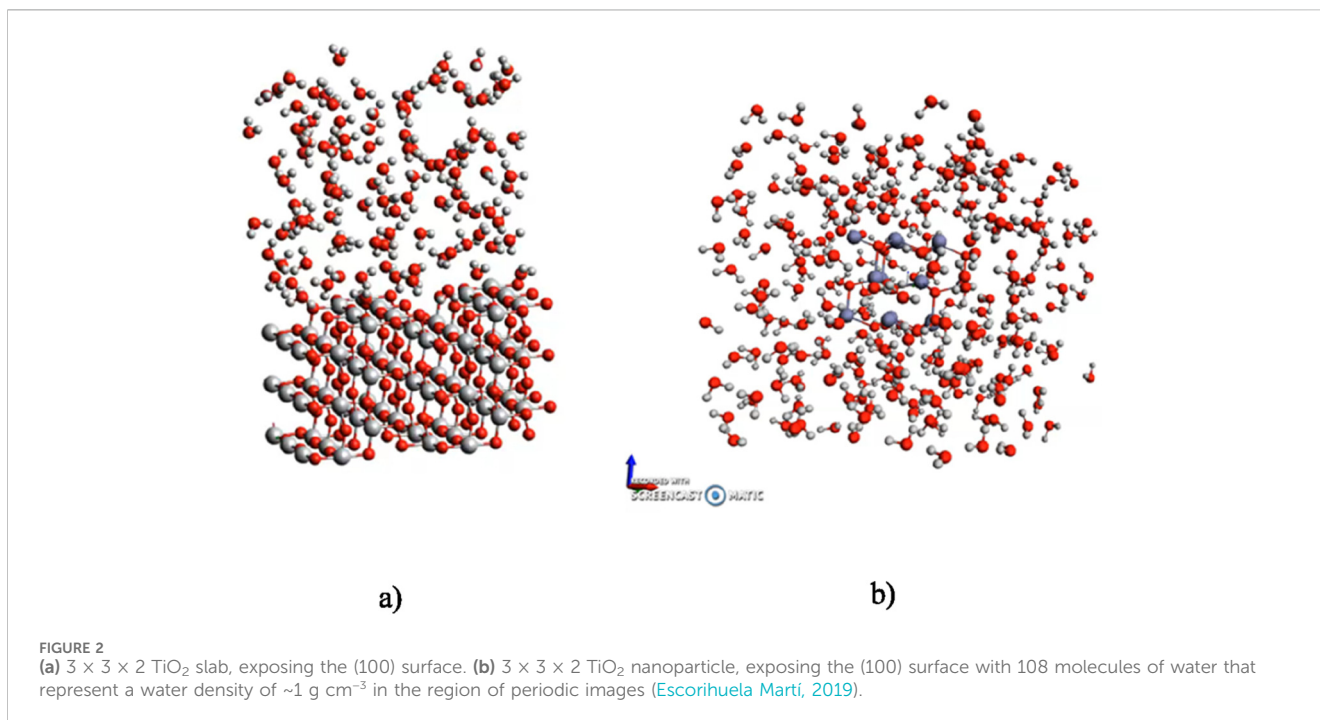 RECORDED WITH
SCREENCAST MATIC
a)
b)
FIGURE 2
(a) 3 × 3 × 2 TiO₂ slab, exposing the (100) surface. (b) 3 × 3 × 2 TiO₂ nanoparticle, exposing the (100) surface with 108 molecules of water that
represent a water density of ~1 g cm⁻³ in the region of periodic images (Escorihuela Martí, 2019).